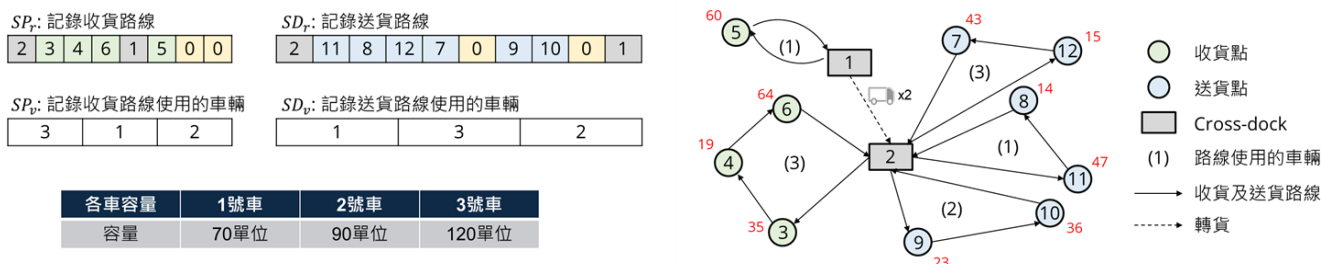 SPᵣ: 記錄收貨路線
2 3 4 6 1 5 0 0
SDᵣ: 記錄送貨路線
2 11 8 12 7 0 9 10 0 1
SPᵥ: 記錄收貨路線使用的車輛
3 1 2
SDᵥ: 記錄送貨路線使用的車輛
1 3 2
各車容量 1號車 2號車 3號車
容量 70單位 90單位 120單位
60
5
(1)
1
x2
64
6
19
4
(3)
35
3
2
43
7
15
12
(3)
14
8
(1)
47
11
(2)
10
36
9
23
收貨點
送貨點
Cross-dock
(1) 路線使用的車輛
收貨及送貨路線
轉貨